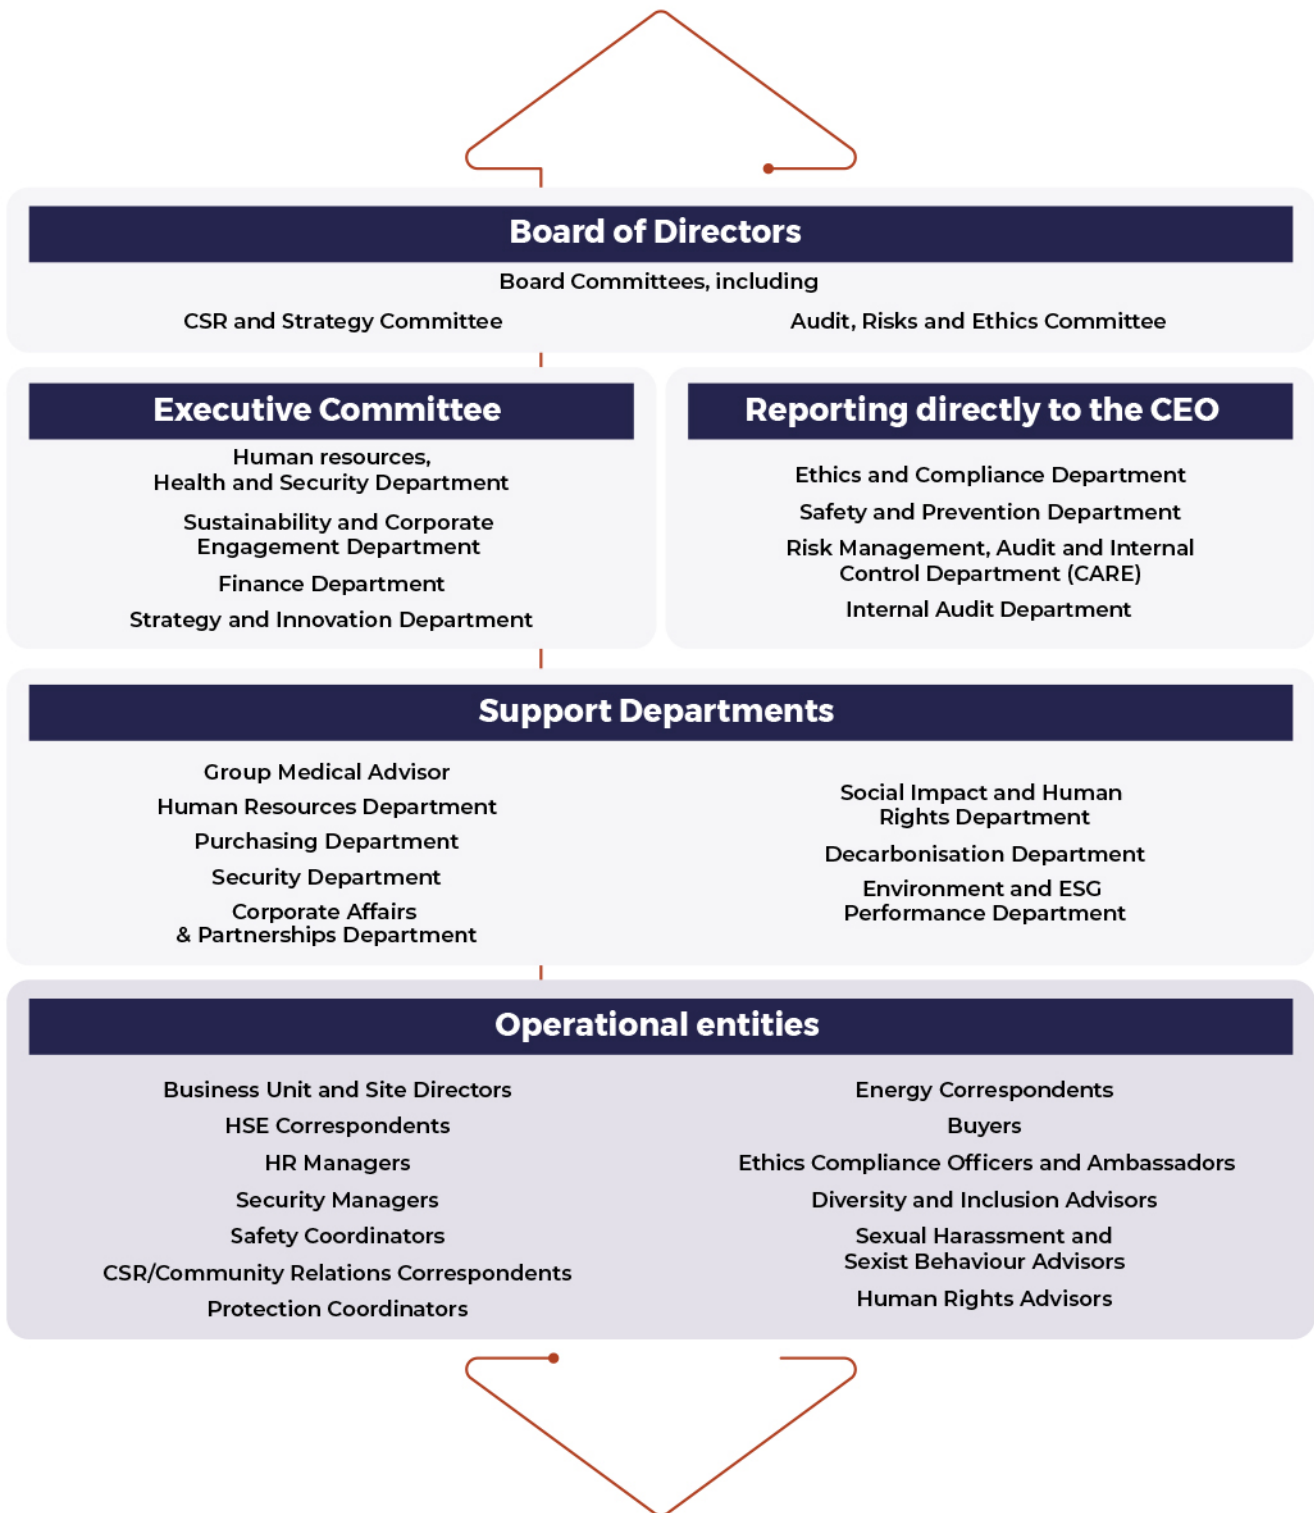 Board of Directors
Board Committees, including
CSR and Strategy Committee
Audit, Risks and Ethics Committee
Executive Committee
Human resources,
Health and Security Department
Sustainability and Corporate
Engagement Department
Finance Department
Strategy and Innovation Department
Reporting directly to the CEO
Ethics and Compliance Department
Safety and Prevention Department
Risk Management, Audit and Internal
Control Department (CARE)
Internal Audit Department
Support Departments
Group Medical Advisor
Human Resources Department
Purchasing Department
Security Department
Corporate Affairs
& Partnerships Department
Social Impact and Human
Rights Department
Decarbonisation Department
Environment and ESG
Performance Department
Operational entities
Business Unit and Site Directors
HSE Correspondents
HR Managers
Security Managers
Safety Coordinators
CSR/Community Relations Correspondents
Protection Coordinators
Energy Correspondents
Buyers
Ethics Compliance Officers and Ambassadors
Diversity and Inclusion Advisors
Sexual Harassment and
Sexist Behaviour Advisors
Human Rights Advisors